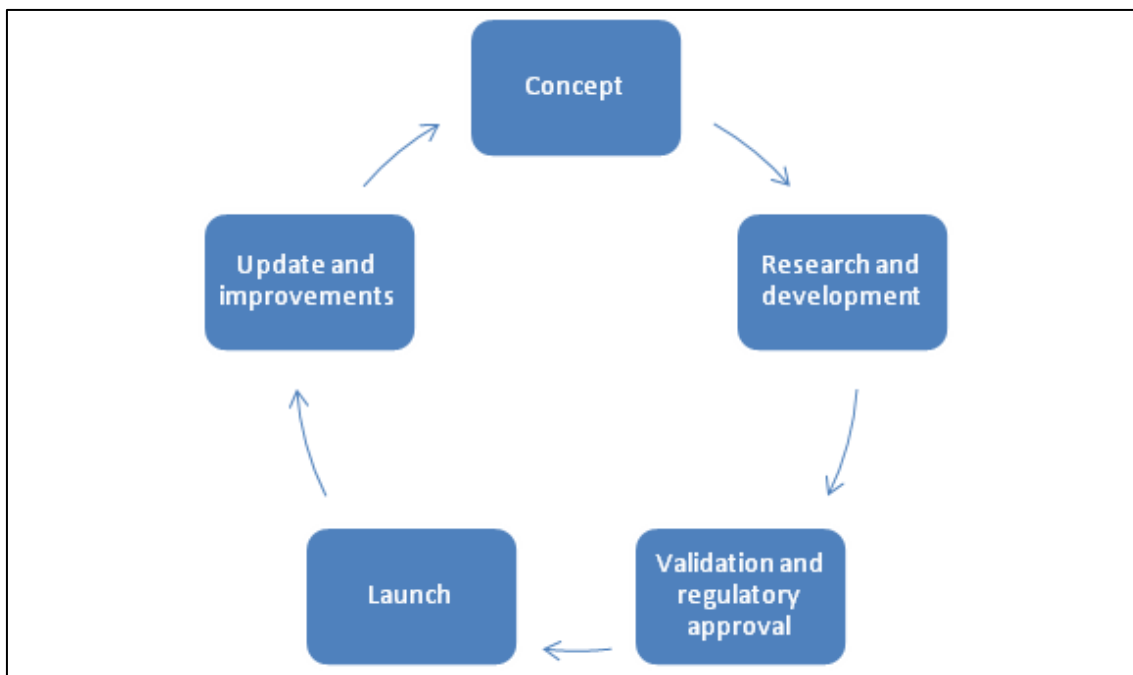 Concept
Research and
development
Validation and
regulatory
approval
Launch
Update and
improvements